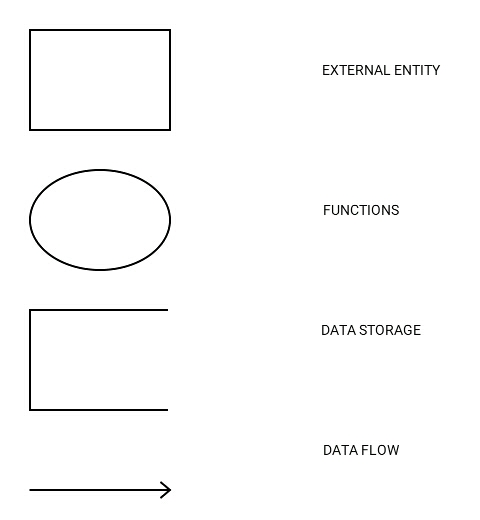 EXTERNAL ENTITY
FUNCTIONS
DATA STORAGE
DATA FLOW